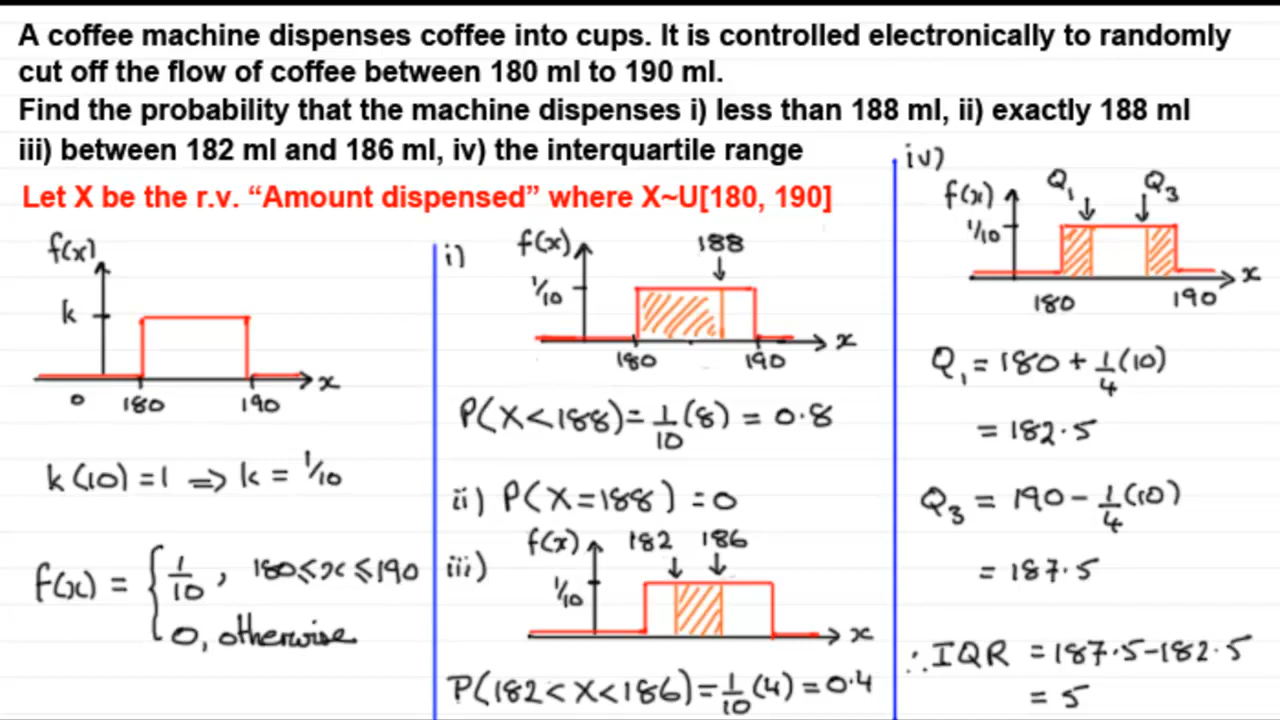 A coffee machine dispenses coffee into cups. It is controlled electronically to randomly
cut off the flow of coffee between 180 ml to 190 ml.
Find the probability that the machine dispenses i) less than 188 ml, ii) exactly 188 ml
iii) between 182 ml and 186 ml, iv) the interquartile range
Let X be the r.v. “Amount dispensed” where X~U[180, 190]
f(x)
k
0 180 190 x
k(10) = 1 ⇒ k = 1/10
f(x) = { 1/10, 180 ≤ x ≤ 190
0, otherwise
i)
f(x) 188
1/10
180 190 x
P(X < 188) = 1/10 (8) = 0.8
ii) P(X = 188) = 0
iii) f(x) 182 186
1/10
x
P(182 < X < 186) = 1/10 (4) = 0.4
iv)
f(x) Q₁ Q₃
1/10
180 190 x
Q₁ = 180 + 1/4 (10)
= 182.5
Q₃ = 190 - 1/4 (10)
= 187.5
∴ IQR = 187.5 - 182.5
= 5